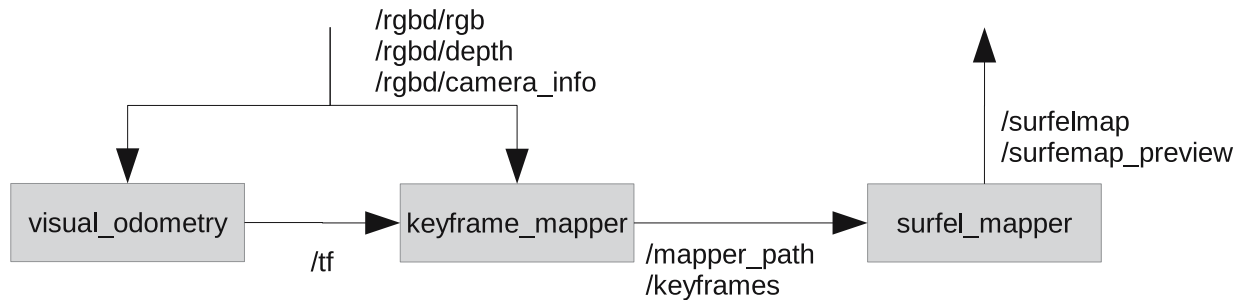 /rgbd/rgb
/rgbd/depth
/rgbd/camera_info
/surfelmap
/surfemap_preview
visual_odometry
keyframe_mapper
surfel_mapper
/tf
/mapper_path
/keyframes